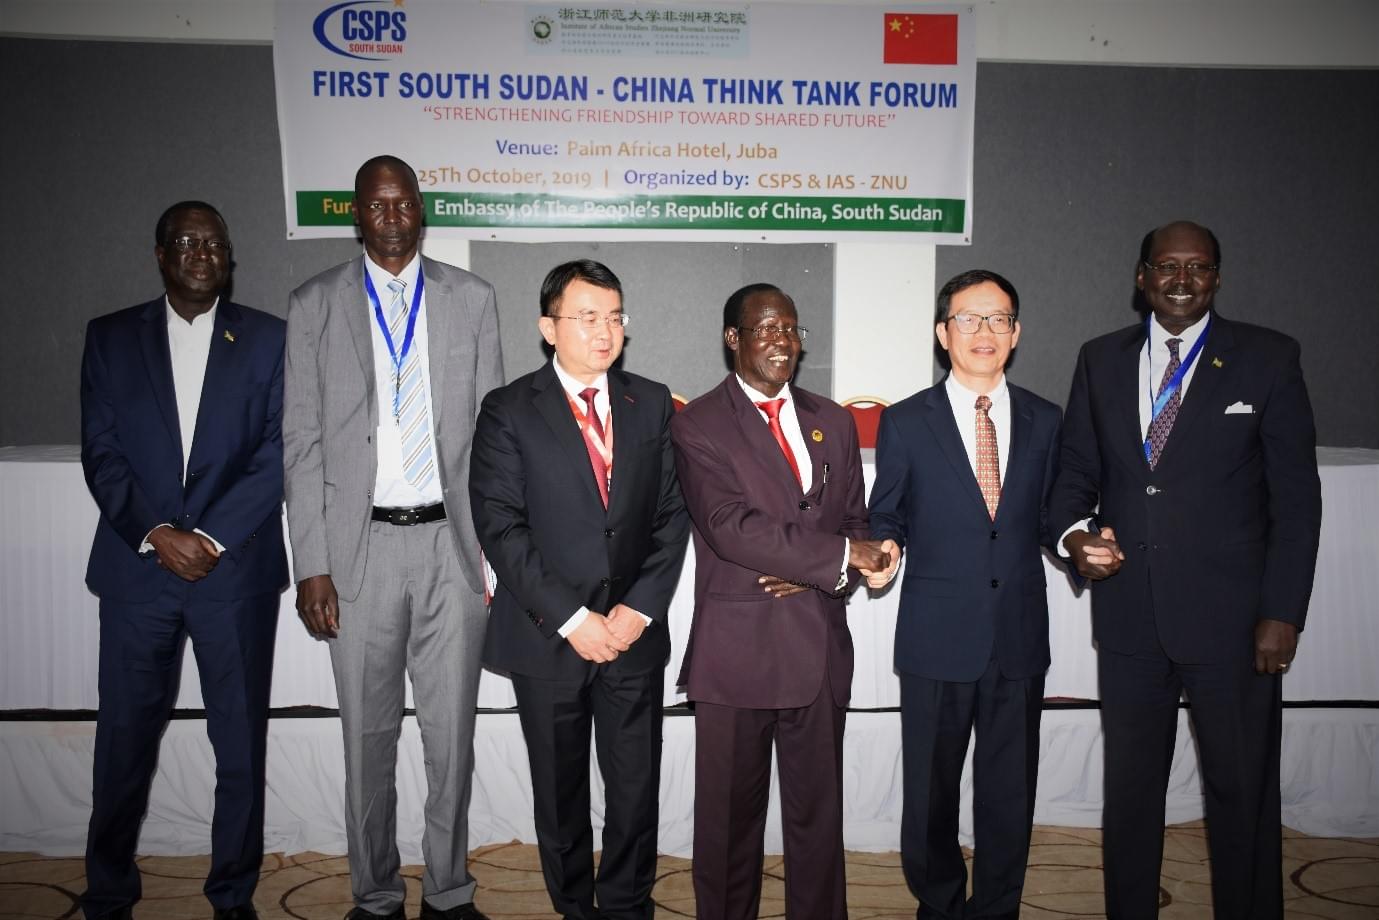 CSPS
SOUTH SUDAN
浙江师范大学非洲研究院
Institute of African Studies Zhejiang Normal University
FIRST SOUTH SUDAN - CHINA THINK TANK FORUM
“STRENGTHENING FRIENDSHIP TOWARD SHARED FUTURE”
Venue: Palm Africa Hotel, Juba
25Th October, 2019 | Organized by: CSPS & IAS - ZNU
Embassy of The People’s Republic of China, South Sudan